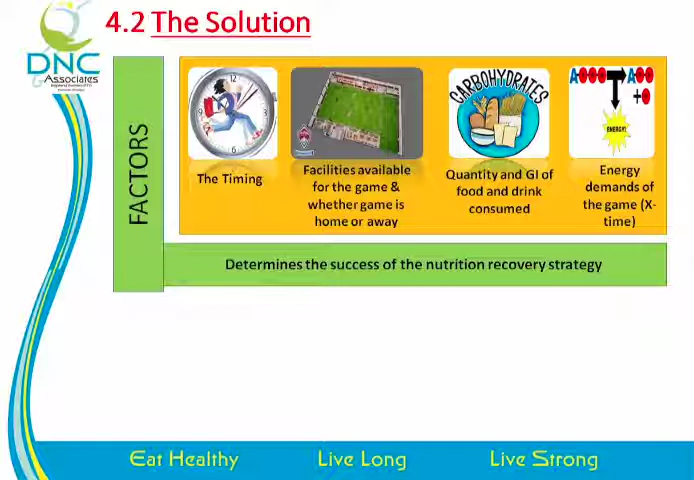 4.2 The Solution
DNC
& Associates
FACTORS
12
6
CARBOHYDRATES
ENERGY!
The Timing
Facilities available
for the game &
whether game is
home or away
Quantity and GI of
food and drink
consumed
Energy
demands of
the game (X-
time)
Determines the success of the nutrition recovery strategy
Eat Healthy
Live Long
Live Strong